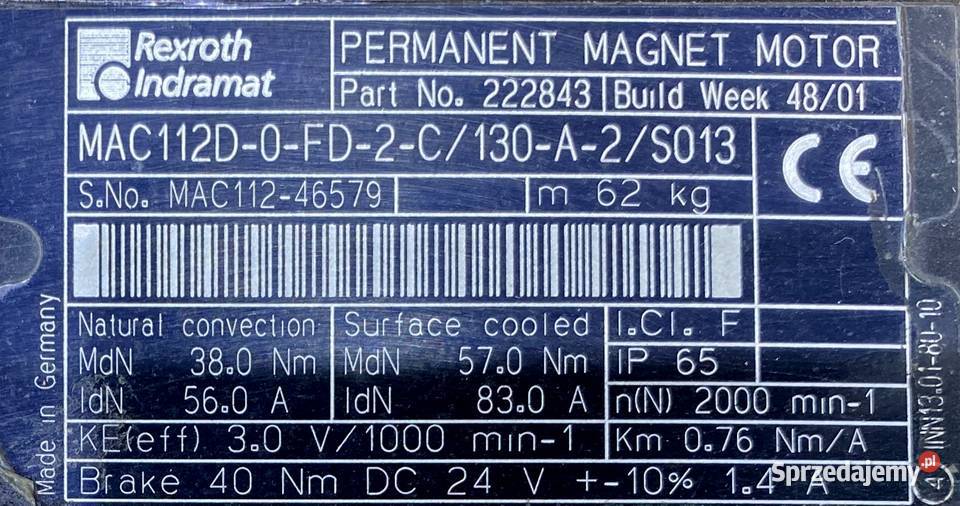 Rexroth
Indramat
PERMANENT MAGNET MOTOR
Part No. 222843 Build Week 48/01
MAC112D-0-FD-2-C/130-A-2/S013
CE
S.No. MAC112-46579 m 62 kg
Natural convection Surface cooled I.Cl. F
MdN 38.0 Nm MdN 57.0 Nm IP 65
IdN 56.0 A IdN 83.0 A n(N) 2000 min-1
KE(eff) 3.0 V/1000 min-1 Km 0.76 Nm/A
Brake 40 Nm DC 24 V +-10% 1.4 A
Made in Germany
INN13.01-80-10
4
Sprzedajemy.pl